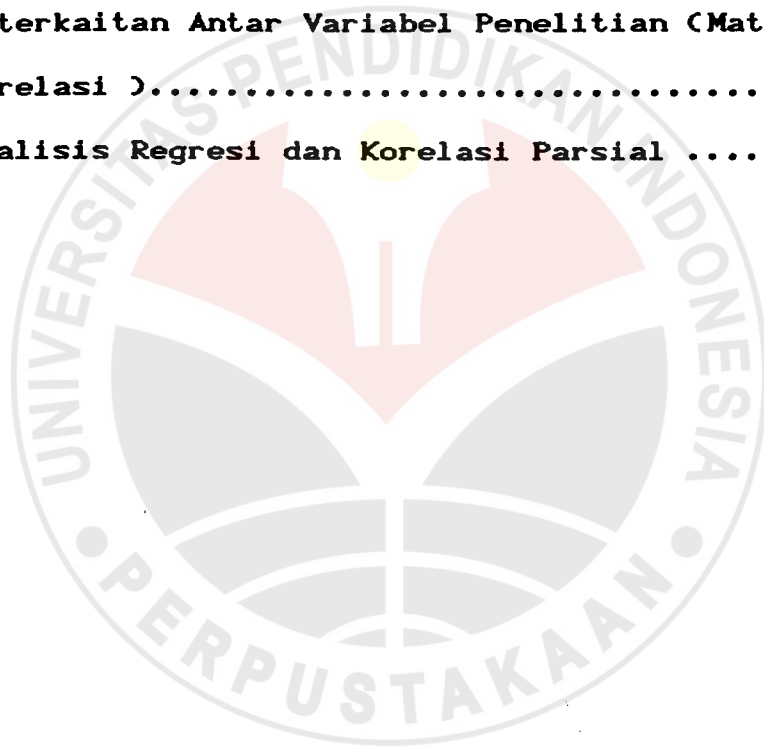 terkaitan Antar Variabel Penelitian (Mat
relasi )..................................
alisis Regresi dan Korelasi Parsial ....
UNIVERSITAS PENDIDIKAN INDONESIA
PERPUSTAKAAN